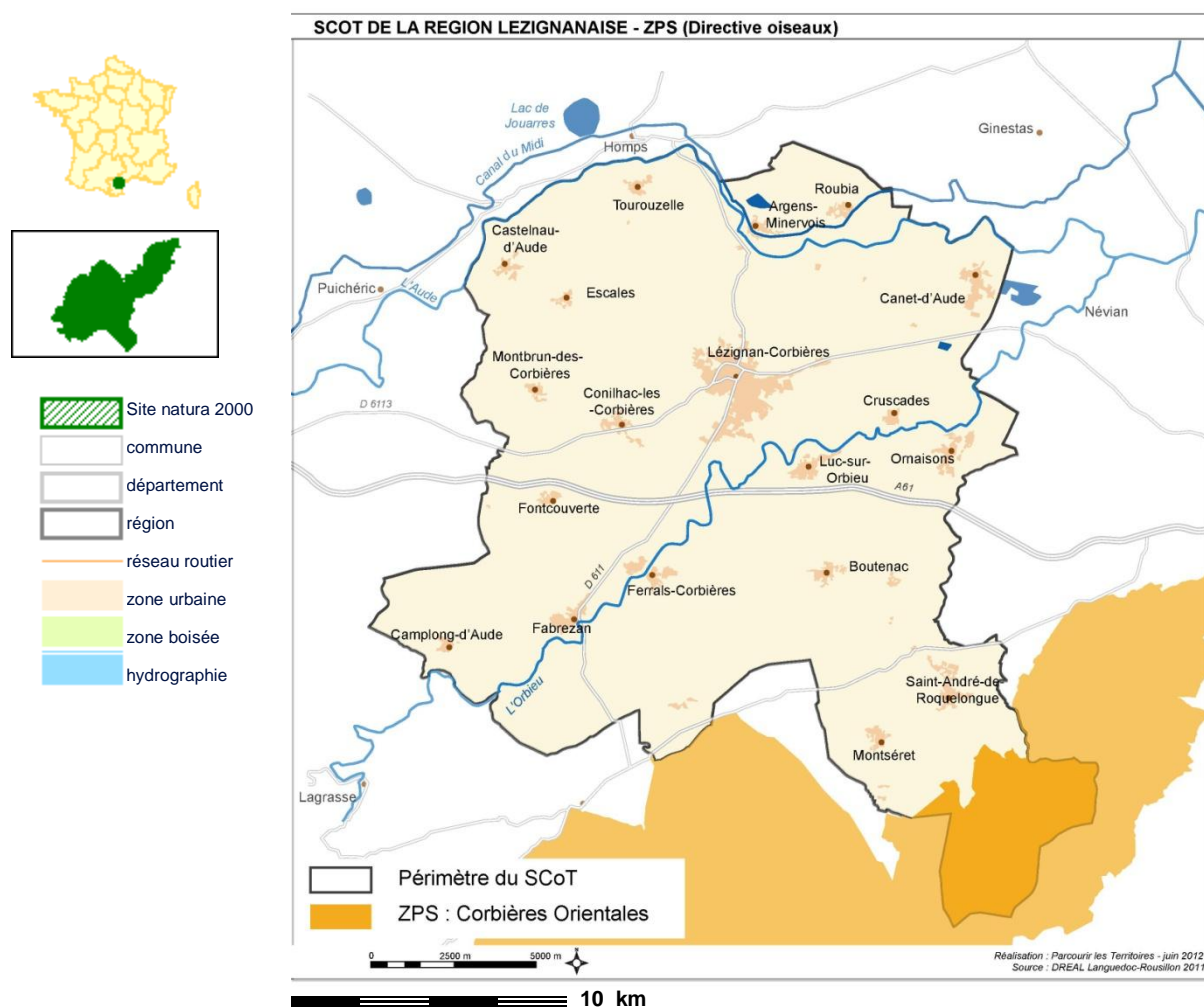 SCOT DE LA REGION LEZIGNANAISE - ZPS (Directive oiseaux)
Lac de
Jouarres
Canal du Midi
Homps
Ginestas
Tourouzelle
Roubia
Argens-
Minervois
Castelnau-
d'Aude
Puichéric
L'Aude
Escales
Canet-d'Aude
Névian
Lézignan-Corbières
Montbrun-des-
Corbières
Conilhac-les
-Corbières
D 6113
Cruscades
Luc-sur-
Orbieu
Ornaisons
A61
Fontcouverte
D 611
Ferrals-Corbières
Boutenac
Fabrezan
Camplong-d'Aude
L'Orbieu
Saint-André-de-
Roquelongue
Montséret
Lagrasse
Site natura 2000
commune
département
région
réseau routier
zone urbaine
zone boisée
hydrographie
Périmètre du SCoT
ZPS : Corbières Orientales
0 2500 m 5000 m
N
Réalisation : Parcourir les Territoires - juin 2012
Source : DREAL Languedoc-Rousillon 2011
10 km